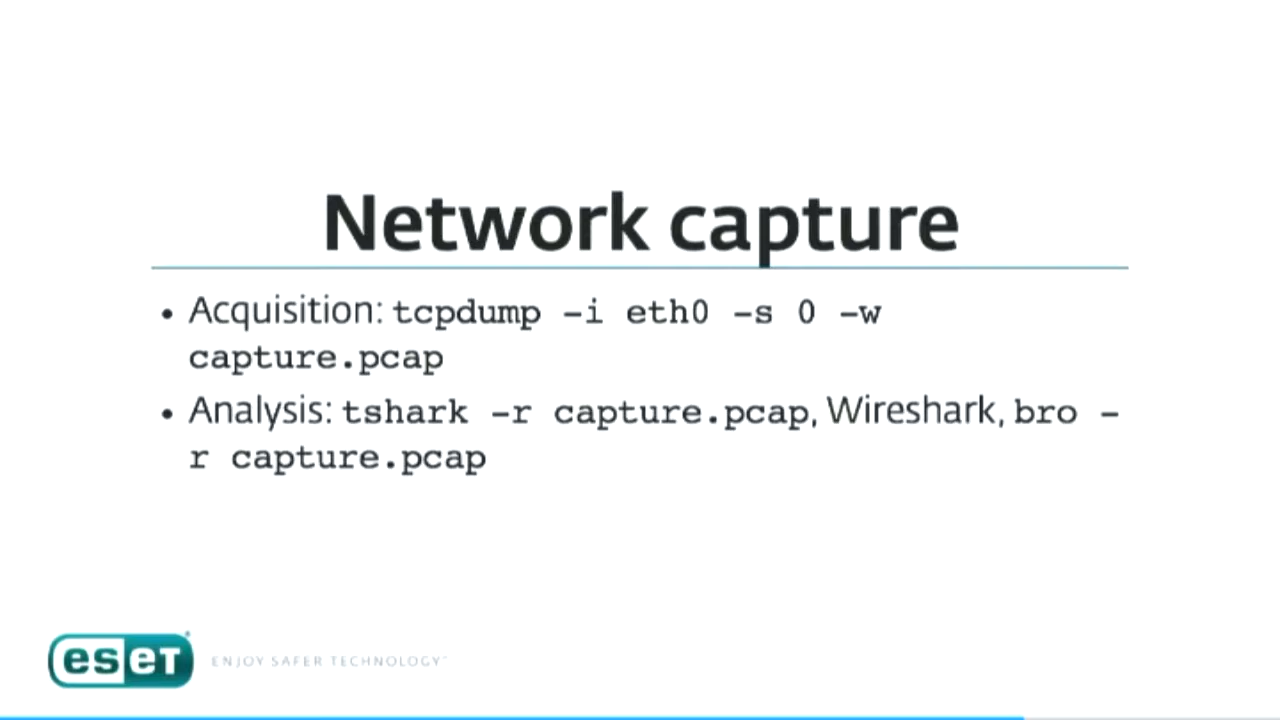 Network capture
• Acquisition: tcpdump -i eth0 -s 0 -w
capture.pcap
• Analysis: tshark -r capture.pcap, Wireshark, bro -
r capture.pcap
eseT ENJOY SAFER TECHNOLOGY™